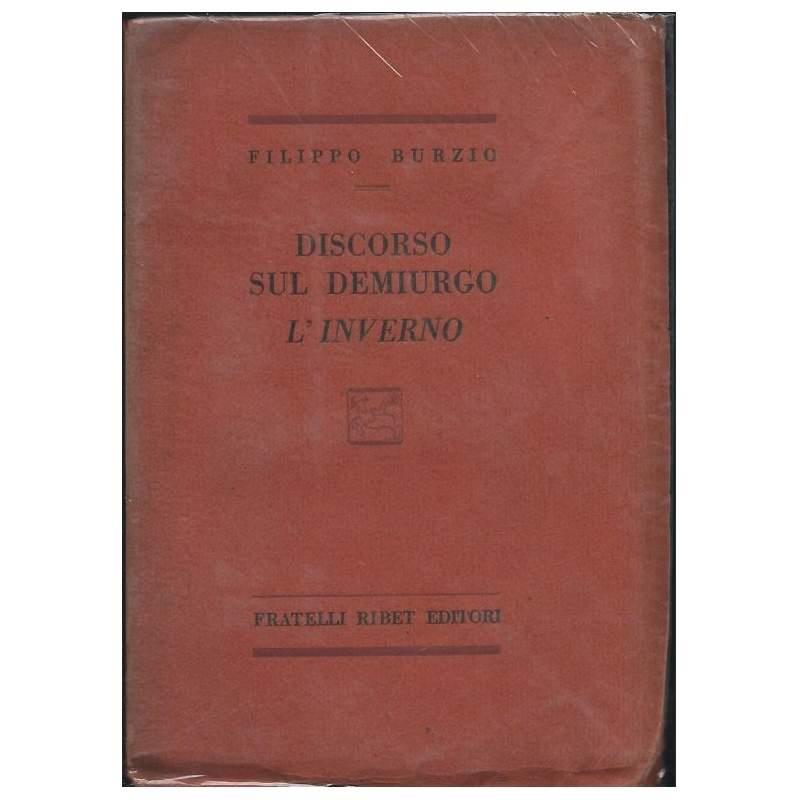 FILIPPO BURZIO
DISCORSO
SUL DEMIURGO
L'INVERNO
FRATELLI RIBET EDITORI